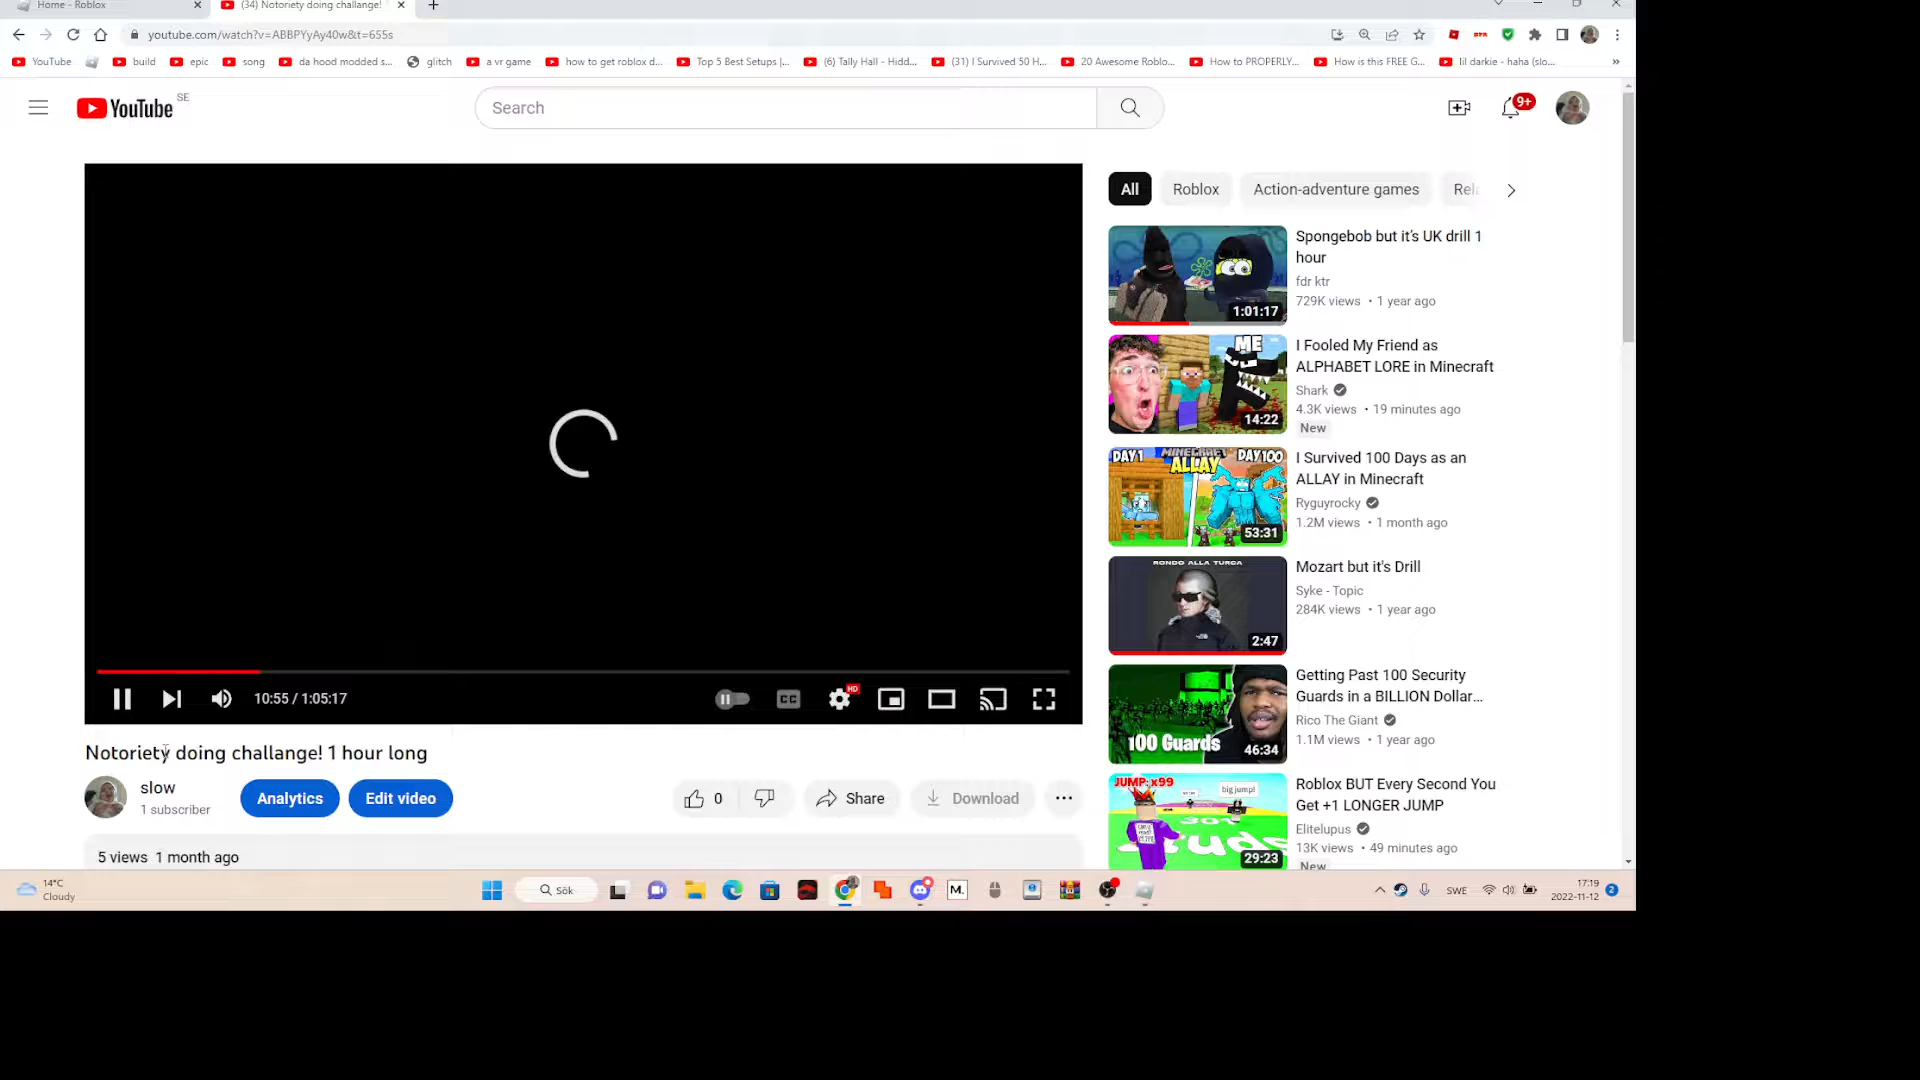 Home - Roblox
(34) Notoriety doing challange!
youtube.com/watch?v=ABBPYyAy40w&t=655s
YouTube
build
epic
song
da hood modded s...
glitch
a vr game
how to get roblox d...
Top 5 Best Setups |...
(6) Tally Hall - Hidd...
(31) I Survived 50 H...
20 Awesome Roblo...
How to PROPERLY...
How is this FREE G...
lil darkie - haha (slo...
YouTube SE
Search
9+
All
Roblox
Action-adventure games
Rela
Spongebob but it's UK drill 1
hour
fdr ktr
729K views • 1 year ago
1:01:17
ME
14:22
I Fooled My Friend as
ALPHABET LORE in Minecraft
Shark
4.3K views • 19 minutes ago
New
DAY 1 MINECRAFT DAY 100
ALLAY
53:31
I Survived 100 Days as an
ALLAY in Minecraft
Ryguyrocky
1.2M views • 1 month ago
RONDO ALLA TURCA
2:47
Mozart but it's Drill
Syke - Topic
284K views • 1 year ago
100 Guards
46:34
Getting Past 100 Security
Guards in a BILLION Dollar...
Rico The Giant
1.1M views • 1 year ago
JUMP: x99
big jump!
301
29:23
Roblox BUT Every Second You
Get +1 LONGER JUMP
Elitelupus
13K views • 49 minutes ago
New
10:55 / 1:05:17
CC
HD
Notoriety doing challange! 1 hour long
slow
1 subscriber
Analytics
Edit video
0
Share
Download
5 views 1 month ago
14°C
Cloudy
Sök
M.
SWE
17:19
2022-11-12
2